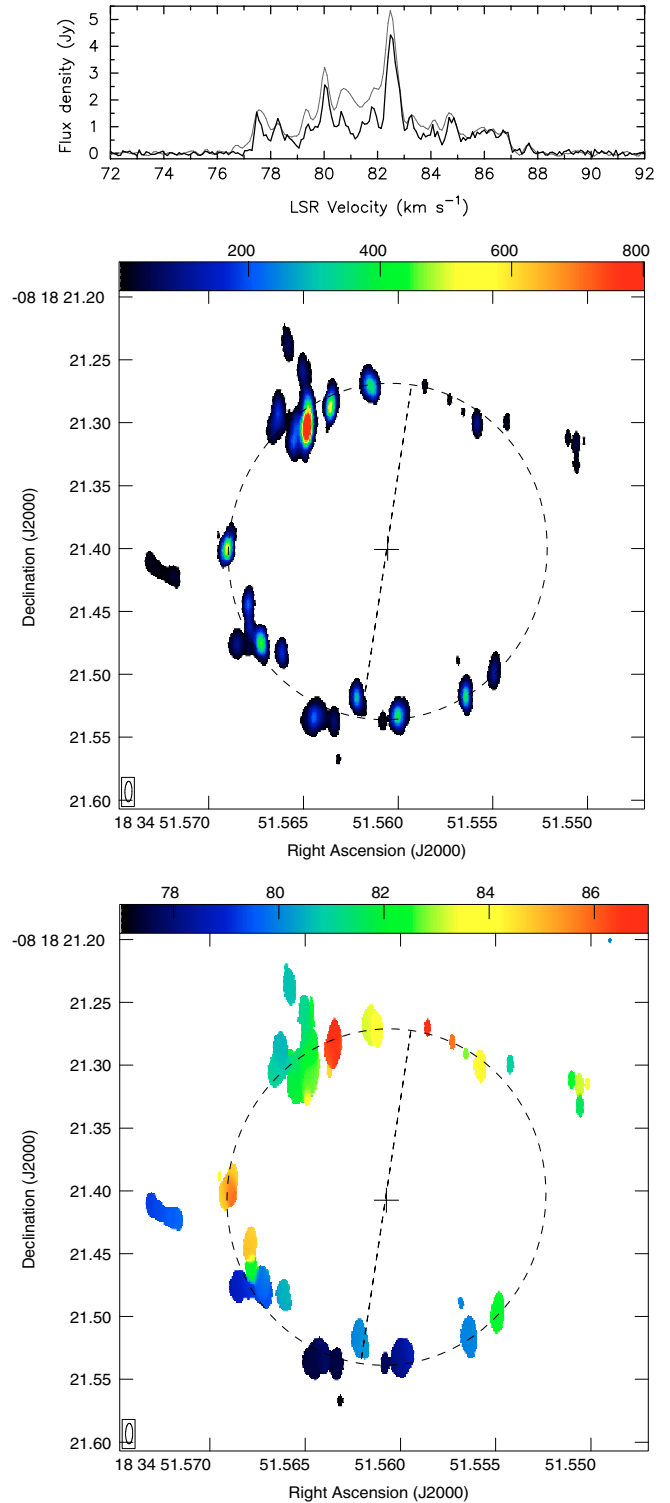 Flux density (Jy)
5
4
3
2
1
0
72 74 76 78 80 82 84 86 88 90 92
LSR Velocity (km s⁻¹)
200 400 600 800
Declination (J2000)
-08 18 21.20
21.25
21.30
21.35
21.40
21.45
21.50
21.55
21.60
18 34 51.570 51.565 51.560 51.555 51.550
Right Ascension (J2000)
78 80 82 84 86
Declination (J2000)
-08 18 21.20
21.25
21.30
21.35
21.40
21.45
21.50
21.55
21.60
18 34 51.570 51.565 51.560 51.555 51.550
Right Ascension (J2000)